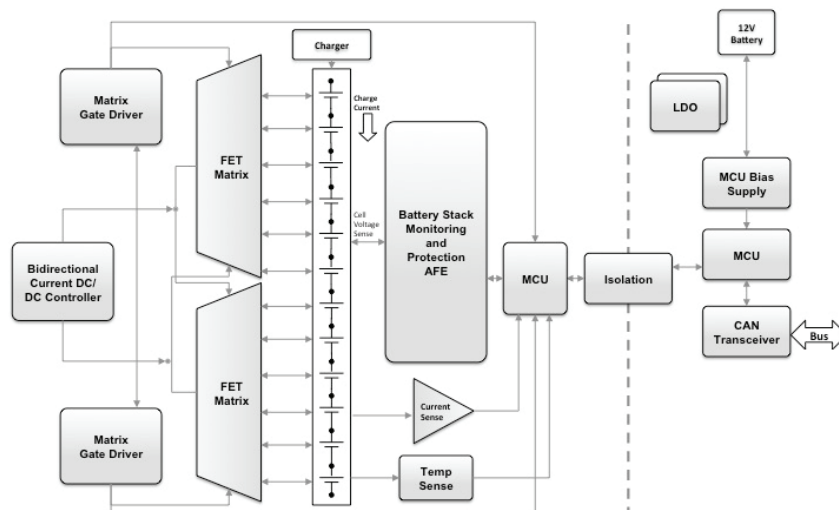 Charger
12V
Battery
LDO
Matrix
Gate Driver
Charge
Current
FET
Matrix
MCU Bias
Supply
Cell
Voltage
Sense
Battery Stack
Monitoring
and
Protection
AFE
Bidirectional
Current DC/
DC Controller
MCU
Isolation
MCU
CAN
Transceiver
Bus
FET
Matrix
Current
Sense
Matrix
Gate Driver
Temp
Sense